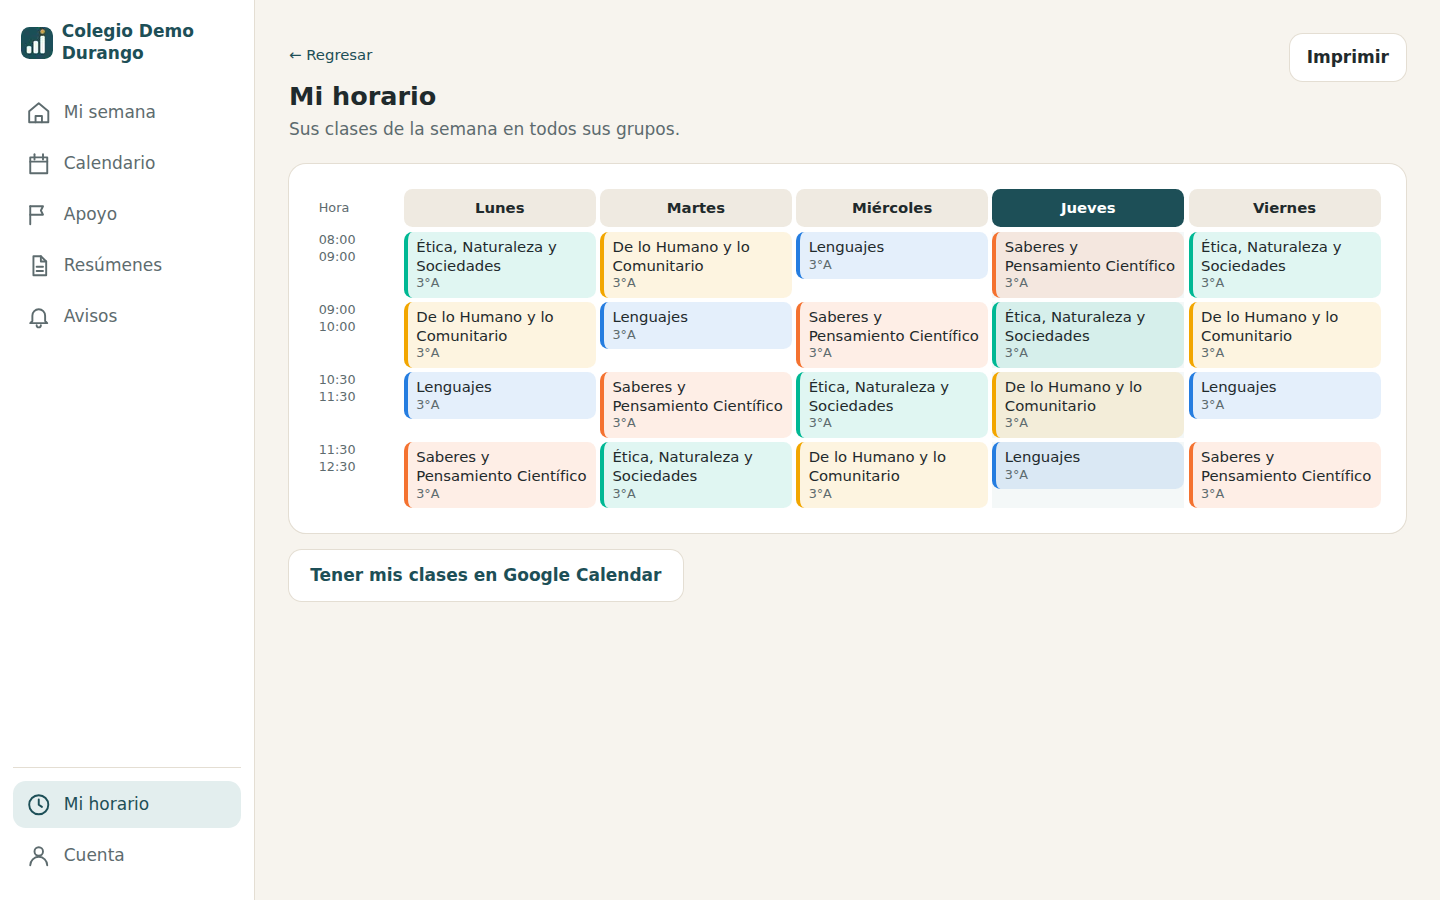 Colegio Demo
Durango
Mi semana
Calendario
Apoyo
Resúmenes
Avisos
Mi horario
Cuenta
← Regresar
Imprimir
Mi horario
Sus clases de la semana en todos sus grupos.
Hora Lunes Martes Miércoles Jueves Viernes
08:00
09:00
Ética, Naturaleza y
Sociedades
3°A
De lo Humano y lo
Comunitario
3°A
Lenguajes
3°A
Saberes y
Pensamiento Científico
3°A
Ética, Naturaleza y
Sociedades
3°A
09:00
10:00
De lo Humano y lo
Comunitario
3°A
Lenguajes
3°A
Saberes y
Pensamiento Científico
3°A
Ética, Naturaleza y
Sociedades
3°A
De lo Humano y lo
Comunitario
3°A
10:30
11:30
Lenguajes
3°A
Saberes y
Pensamiento Científico
3°A
Ética, Naturaleza y
Sociedades
3°A
De lo Humano y lo
Comunitario
3°A
Lenguajes
3°A
11:30
12:30
Saberes y
Pensamiento Científico
3°A
Ética, Naturaleza y
Sociedades
3°A
De lo Humano y lo
Comunitario
3°A
Lenguajes
3°A
Saberes y
Pensamiento Científico
3°A
Tener mis clases en Google Calendar